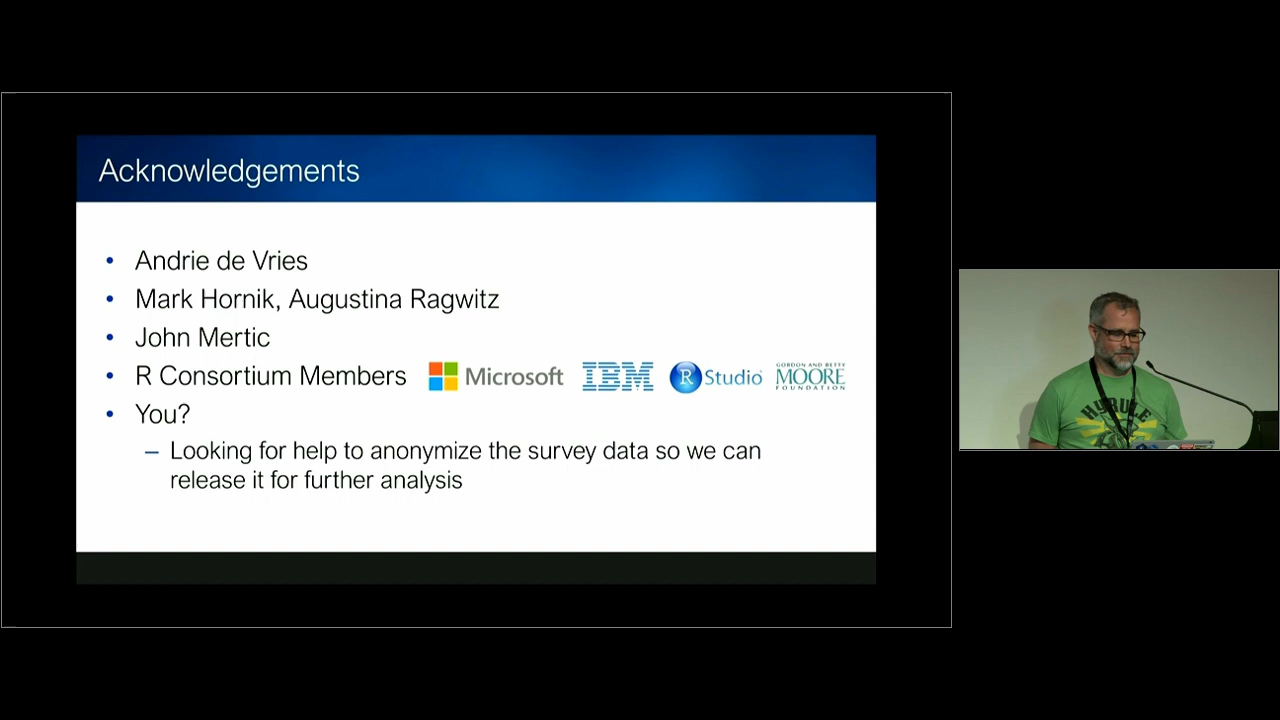 Acknowledgements
• Andrie de Vries
• Mark Hornik, Augustina Ragwitz
• John Mertic
• R Consortium Members Microsoft IBM R Studio GORDON AND BETTY MOORE FOUNDATION
• You?
– Looking for help to anonymize the survey data so we can
release it for further analysis
HYRULE